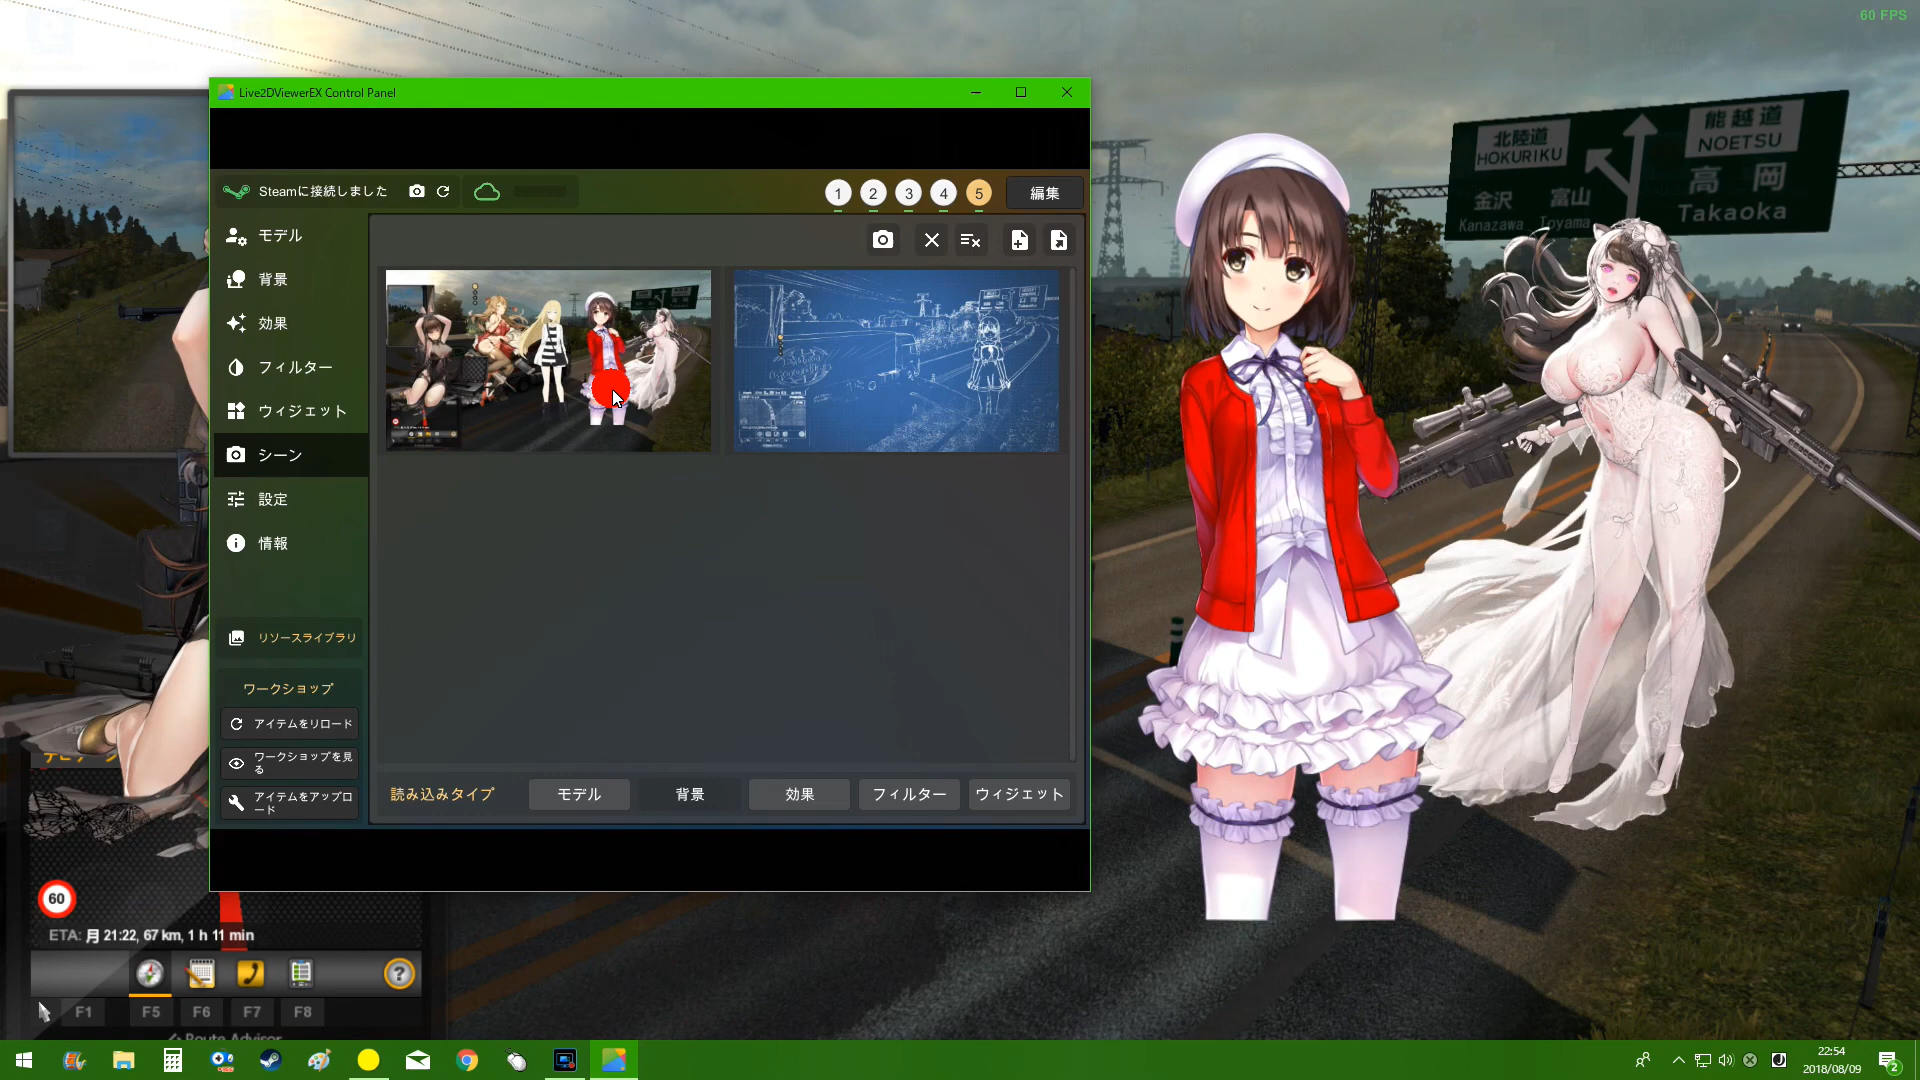 60 FPS
Live2DViewerEX Control Panel
Steamに接続しました
1
2
3
4
5
編集
モデル
背景
効果
フィルター
ウィジェット
シーン
設定
情報
リソースライブラリ
ワークショップ
アイテムをリロード
ワークショップを見
る
アイテムをアップロ
ード
読み込みタイプ
モデル
背景
効果
フィルター
ウィジェット
北陸道
HOKURIKU
能越道
NOETSU
金沢
富山
高岡
Kanazawa
Toyama
Takaoka
60
ETA: 月 21:22, 67 km, 1 h 11 min
?
F1
F5
F6
F7
F8
Route Advisor
22:54
2018/08/09
2